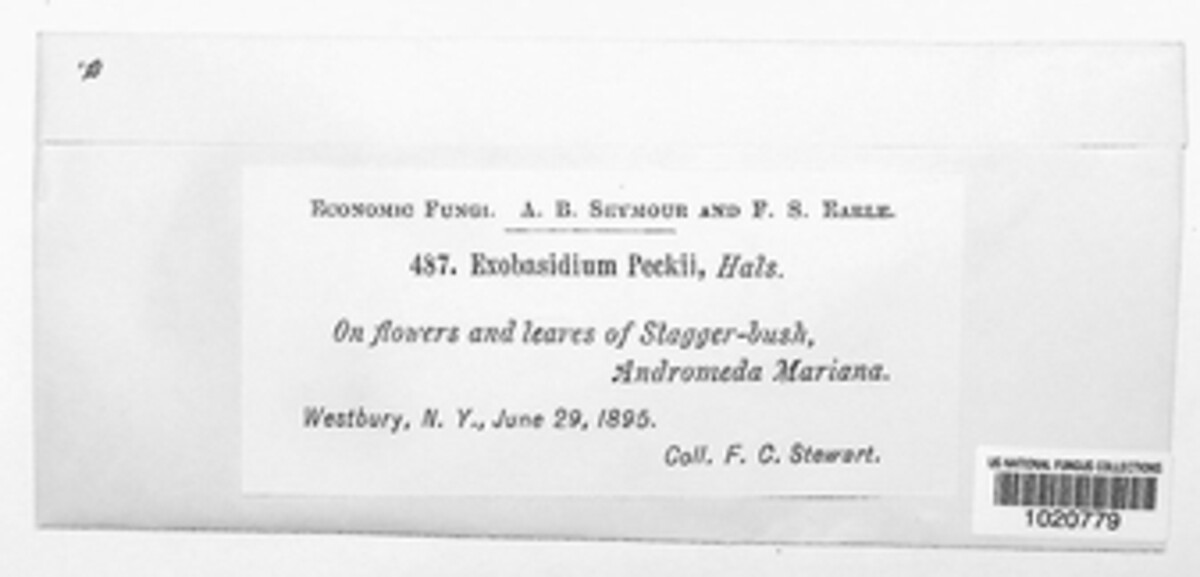 Economic Fungi. A. B. Seymour and F. S. Earle.
487. Exobasidium Peckii, Hals.
On flowers and leaves of Stagger-bush,
Andromeda Mariana.
Westbury, N. Y., June 29, 1895.
Coll. F. C. Stewart.
US NATIONAL FUNGUS COLLECTIONS
1020779